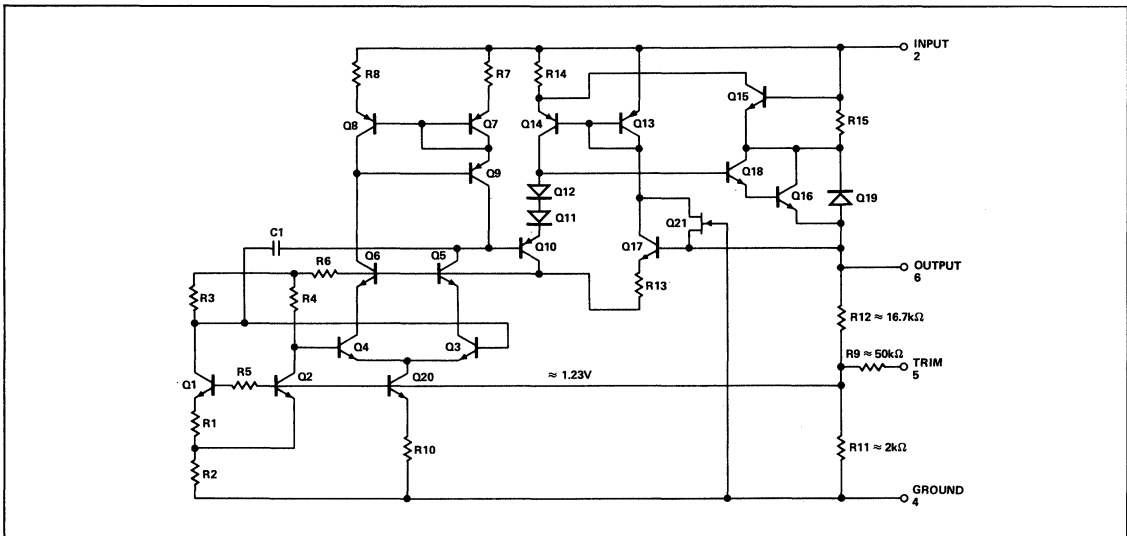 INPUT
2
R8
R7
R14
Q15
R15
Q8
Q7
Q14
Q13
Q9
Q18
Q16
Q19
Q12
Q11
Q21
C1
Q10
Q17
R6
Q6
Q5
OUTPUT
6
R3
R4
R13
R12 ≈ 16.7kΩ
Q4
Q3
R9 ≈ 50kΩ
TRIM
5
Q1
R5
Q2
Q20
≈ 1.23V
R1
R10
R11 ≈ 2kΩ
R2
GROUND
4